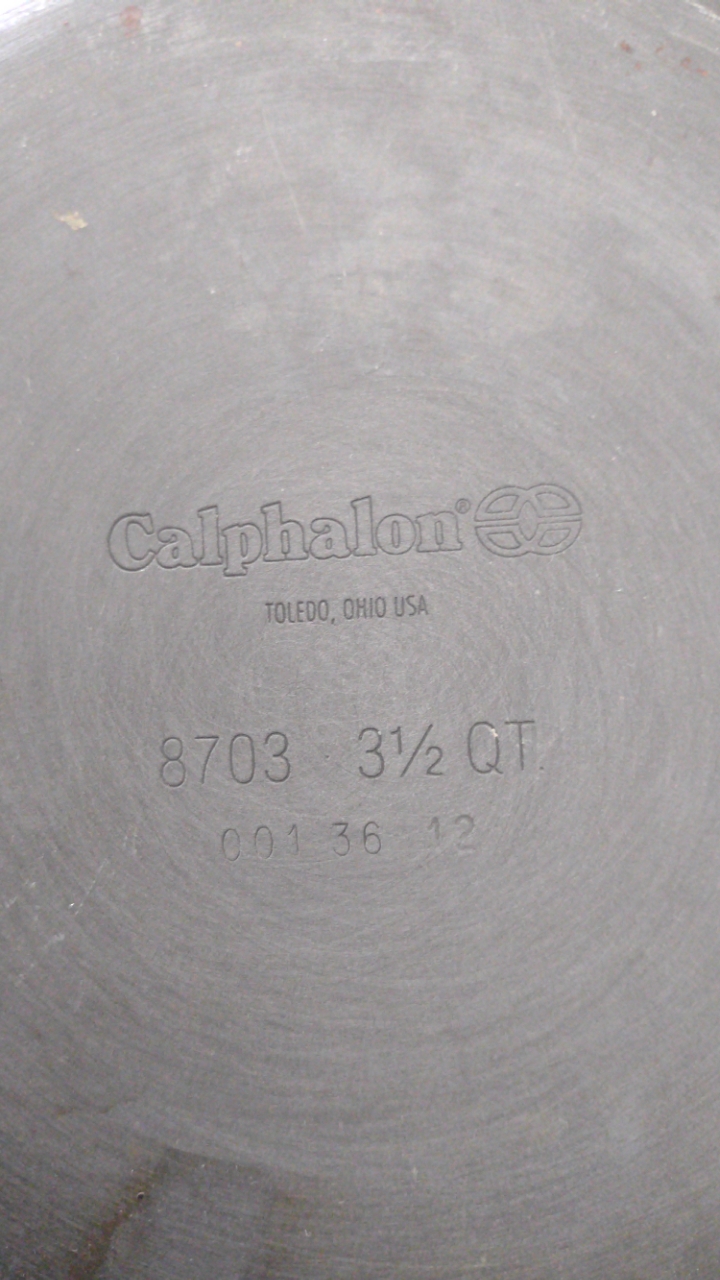 Calphalon®
TOLEDO, OHIO USA
8703 3½ QT.
001 36 12